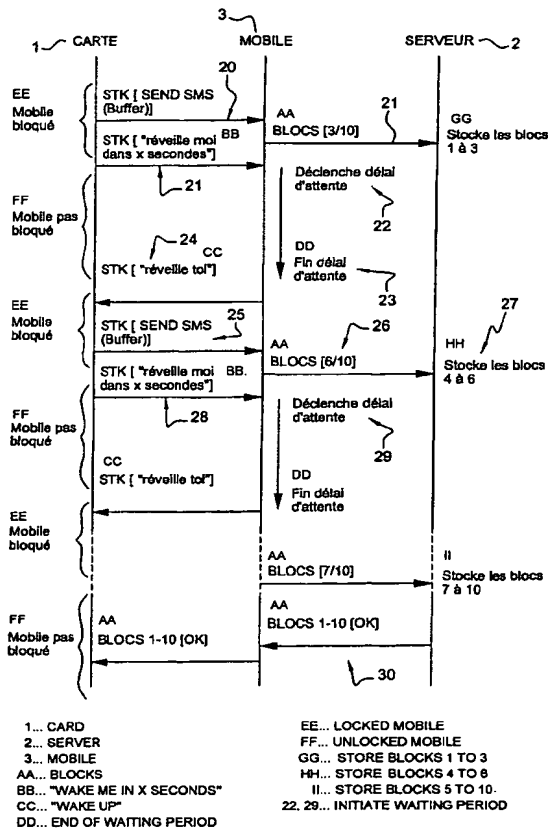 3
1 CARTE MOBILE SERVEUR 2
EE
Mobile
bloqué
STK [ SEND SMS
(Buffer)]
20
BB
STK [ "réveille moi
dans x secondes"]
21
AA
BLOCS [3/10]
21
GG
Stocke les blocs
1 à 3
FF
Mobile pas
bloqué
Déclenche délai
d'attente
22
24
CC
STK [ "réveille toi"]
DD
Fin délai
d'attente
23
EE
Mobile
bloqué
STK [ SEND SMS
(Buffer)]
25
AA
BLOCS [6/10]
26
27
HH
Stocke les blocs
4 à 6
STK [ "réveille moi
dans x secondes"]
BB.
28
FF
Mobile pas
bloqué
Déclenche délai
d'attente
29
CC
STK [ "réveille toi"]
DD
Fin délai
d'attente
EE
Mobile
bloqué
AA
BLOCS [7/10]
II
Stocke les blocs
7 à 10
FF
Mobile pas
bloqué
AA
BLOCS 1-10 [OK]
AA
BLOCS 1-10 [OK]
30
1... CARD
2... SERVER
3... MOBILE
AA... BLOCKS
BB... "WAKE ME IN X SECONDS"
CC... "WAKE UP"
DD... END OF WAITING PERIOD
EE... LOCKED MOBILE
FF... UNLOCKED MOBILE
GG... STORE BLOCKS 1 TO 3
HH... STORE BLOCKS 4 TO 6
II... STORE BLOCKS 5 TO 10
22, 29... INITIATE WAITING PERIOD